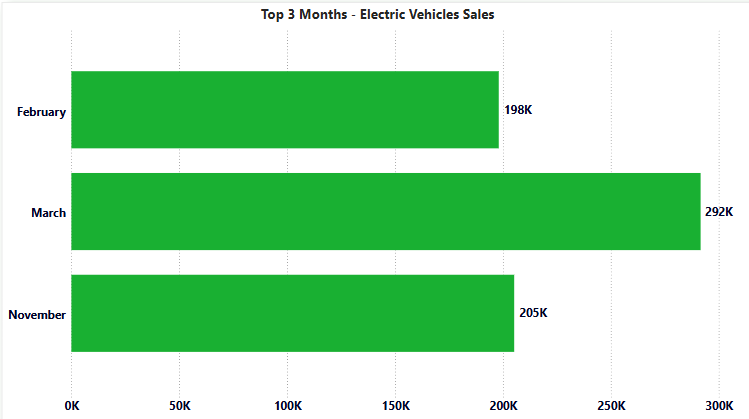 Top 3 Months - Electric Vehicles Sales
February 198K
March 292K
November 205K
0K 50K 100K 150K 200K 250K 300K